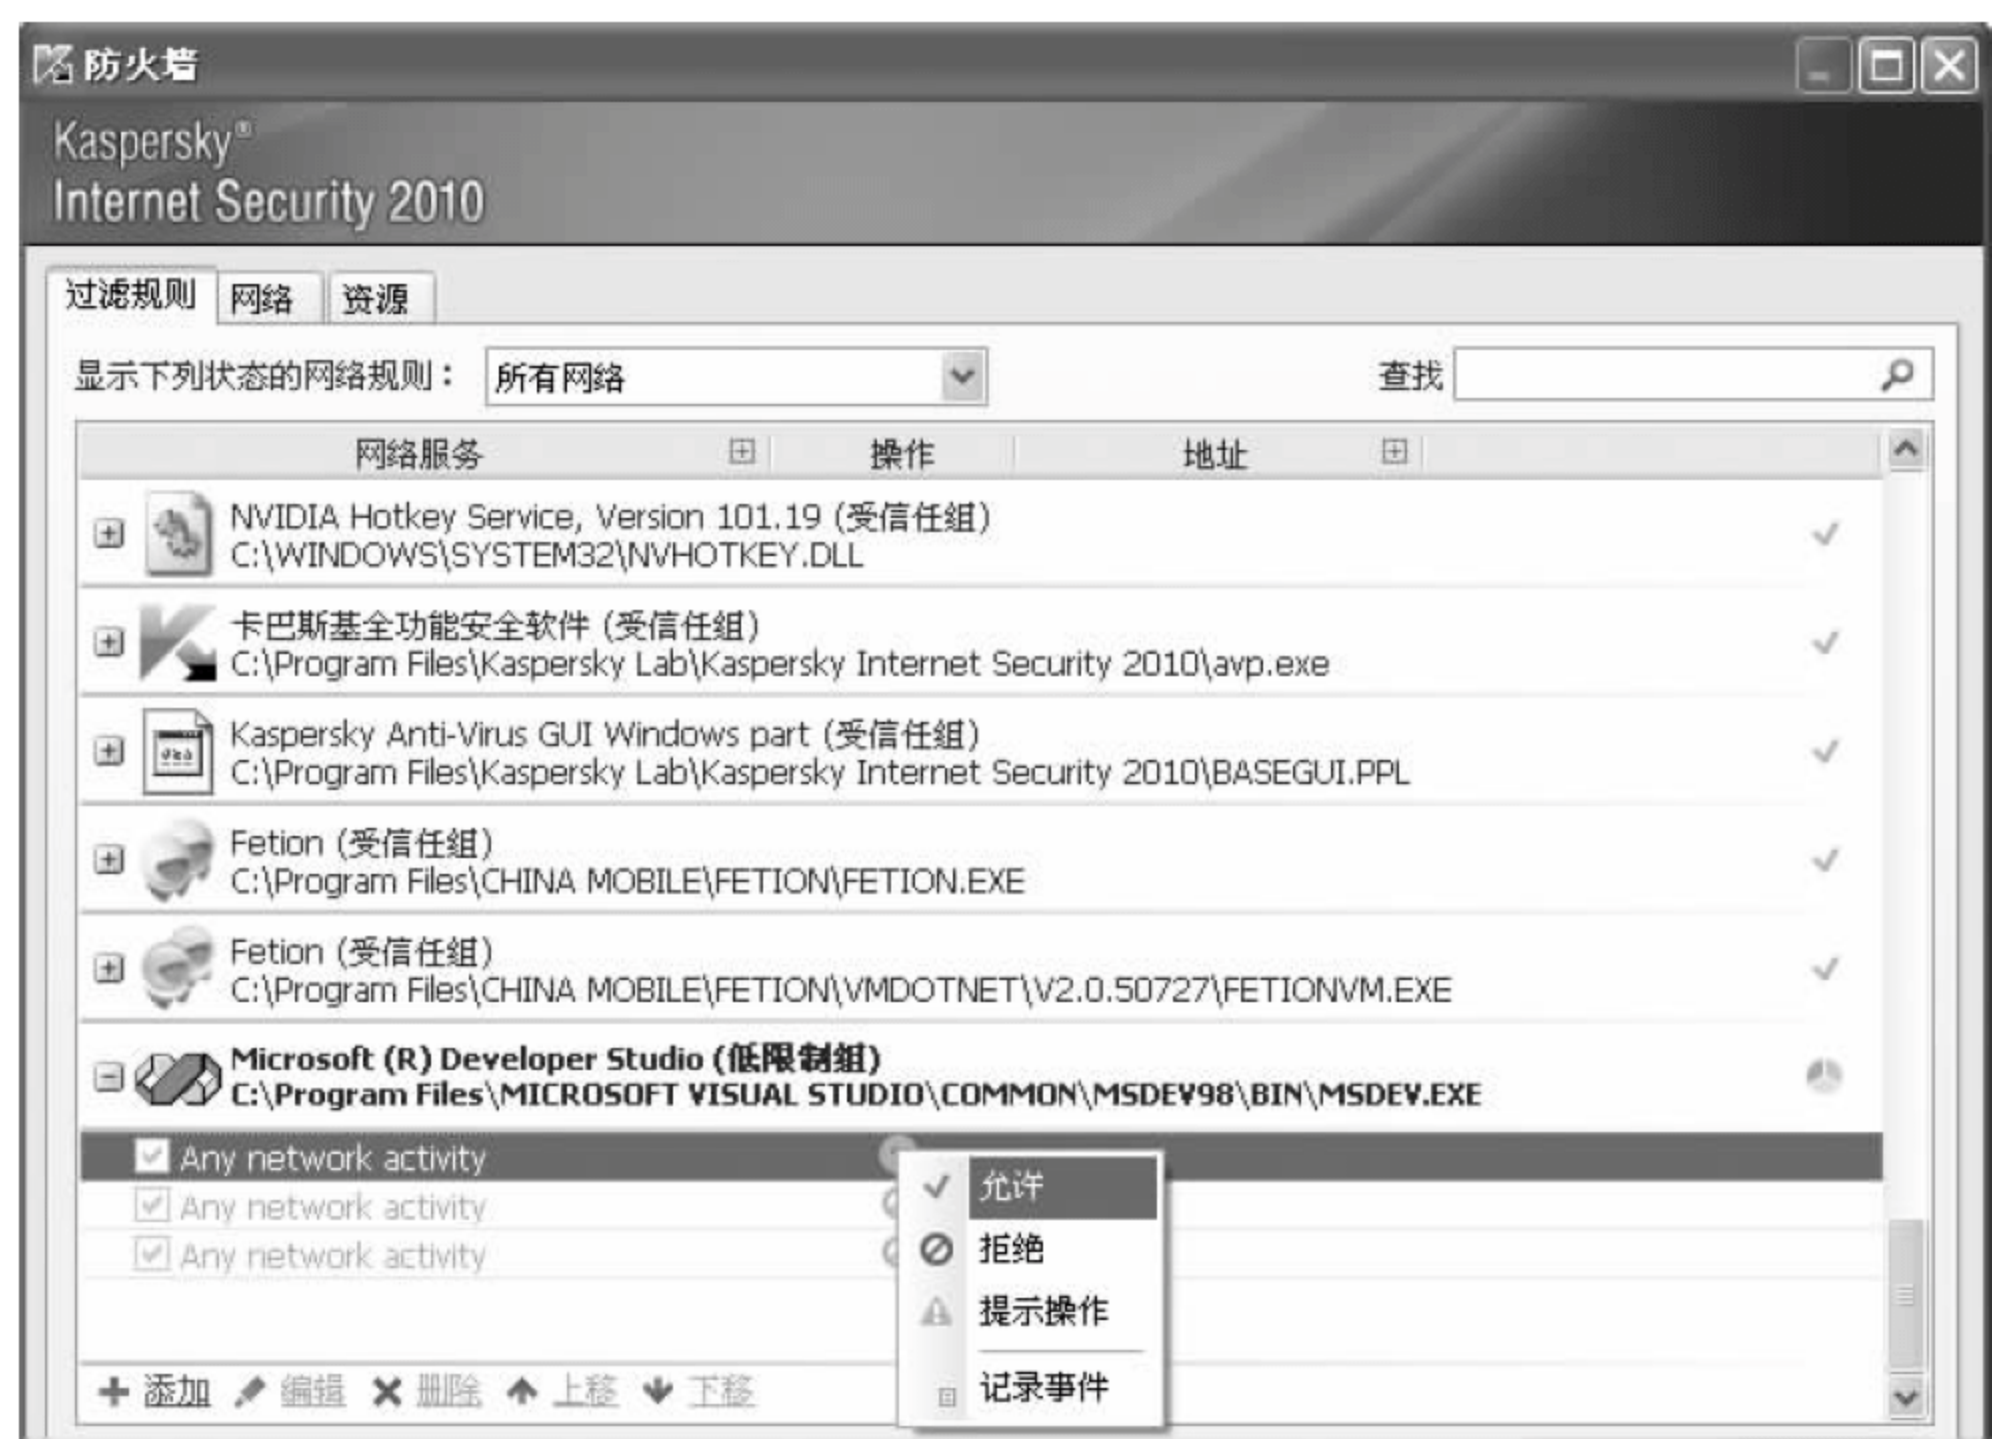 防火墙
Kaspersky®
Internet Security 2010
过滤规则 网络 资源
显示下列状态的网络规则： 所有网络 查找
网络服务 操作 地址
NVIDIA Hotkey Service, Version 101.19 (受信任组)
C:\WINDOWS\SYSTEM32\NVHOTKEY.DLL
卡巴斯基全功能安全软件 (受信任组)
C:\Program Files\Kaspersky Lab\Kaspersky Internet Security 2010\avp.exe
Kaspersky Anti-Virus GUI Windows part (受信任组)
C:\Program Files\Kaspersky Lab\Kaspersky Internet Security 2010\BASEGUI.PPL
Fetion (受信任组)
C:\Program Files\CHINA MOBILE\FETION\FETION.EXE
Fetion (受信任组)
C:\Program Files\CHINA MOBILE\FETION\VMDOTNET\V2.0.50727\FETIONVM.EXE
Microsoft (R) Developer Studio (低限制组)
C:\Program Files\MICROSOFT VISUAL STUDIO\COMMON\MSDEV98\BIN\MSDEV.EXE
Any network activity
Any network activity
Any network activity
允许
拒绝
提示操作
记录事件
添加 编辑 删除 上移 下移